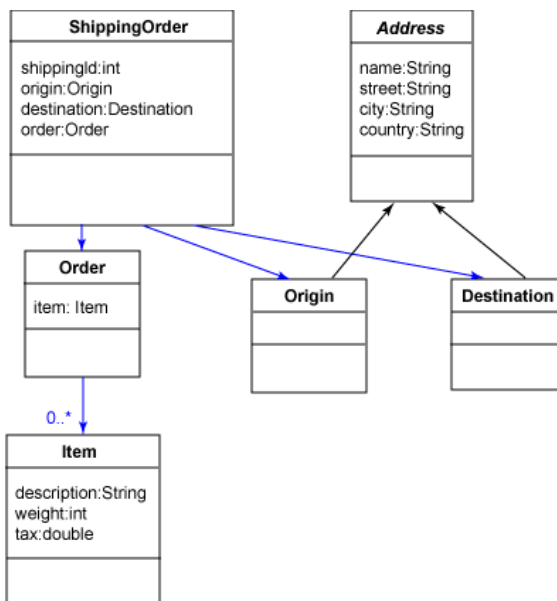 ShippingOrder
shippingId:int
origin:Origin
destination:Destination
order:Order
Address
name:String
street:String
city:String
country:String
Order
item: Item
Origin
Destination
0..*
Item
description:String
weight:int
tax:double